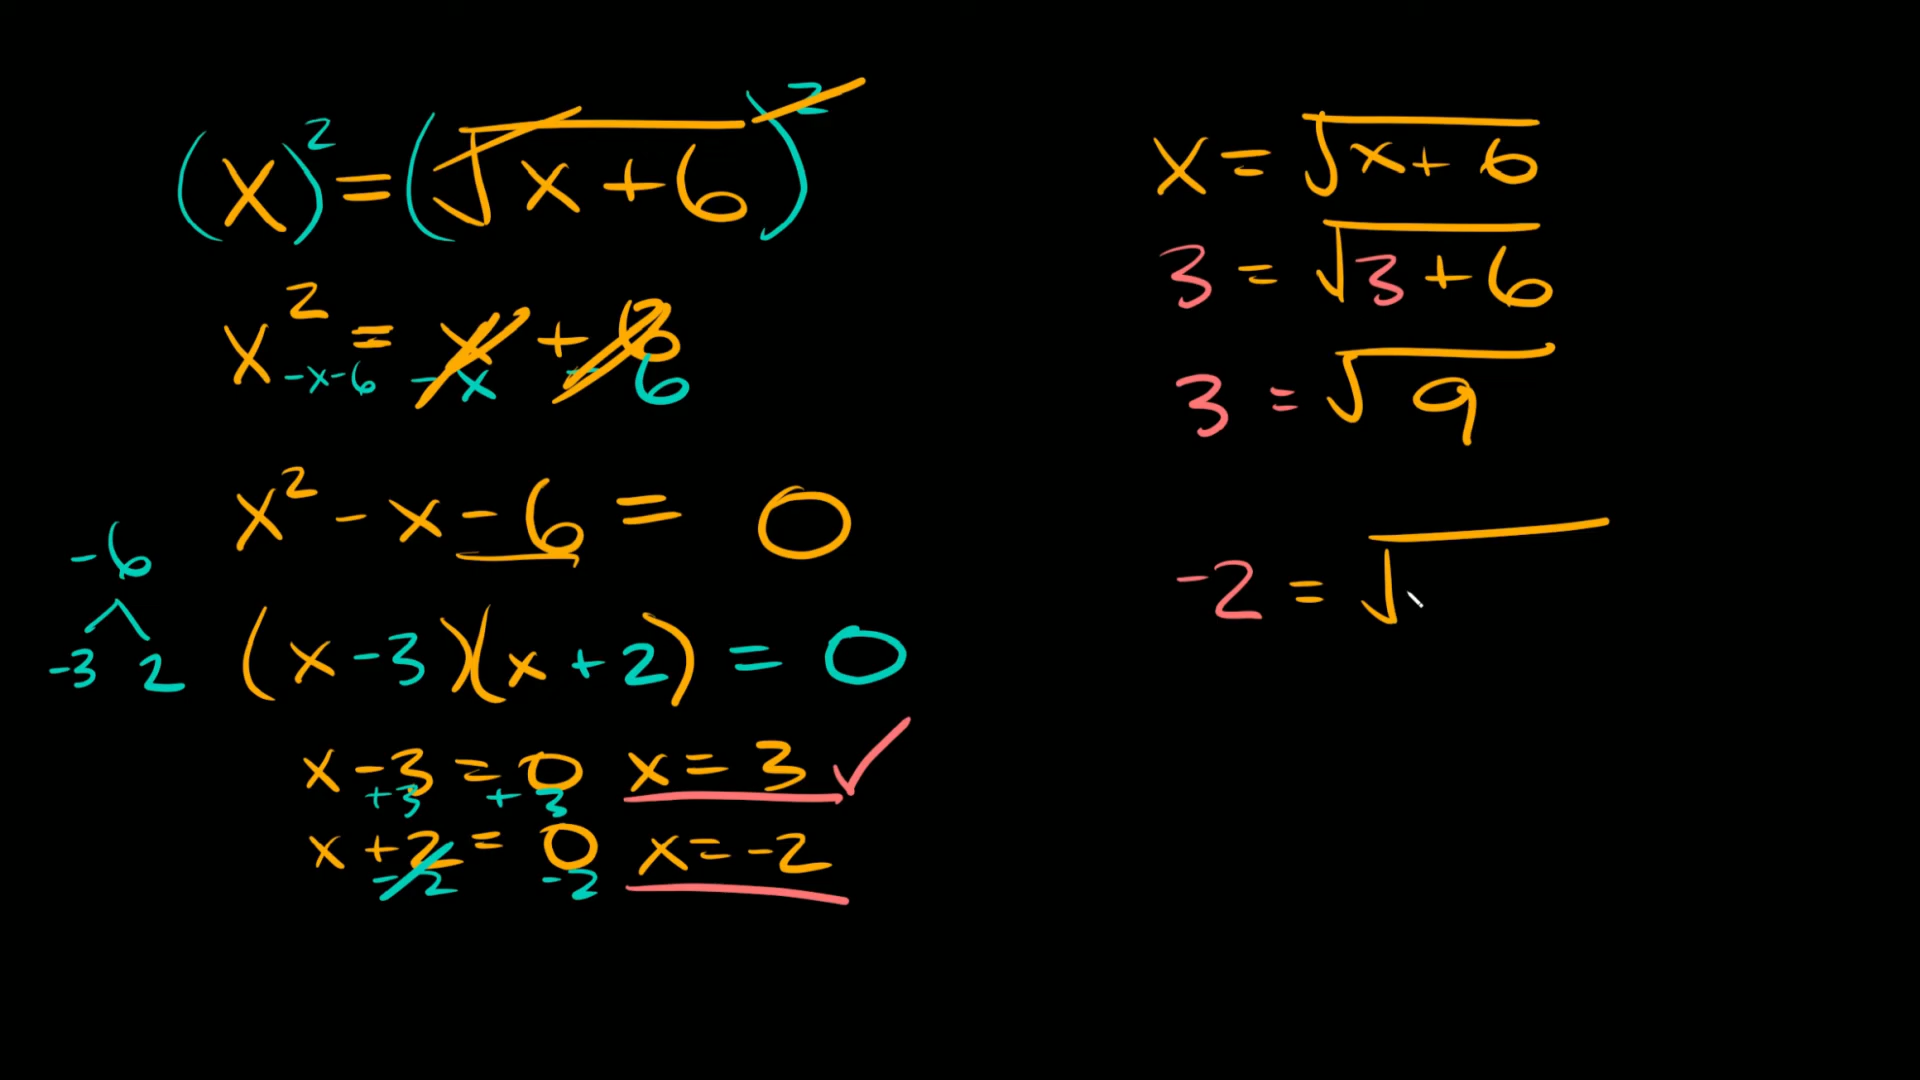 (x)² = (√x + 6)²
x² = x + 6
-x-6 -x -6
x² - x - 6 = 0
-6
-3 2
(x - 3)(x + 2) = 0
x - 3 = 0 x = 3 ✓
+3 +3
x + 2 = 0 x = -2
-2 -2
x = √x + 6
3 = √3 + 6
3 = √9
-2 = √